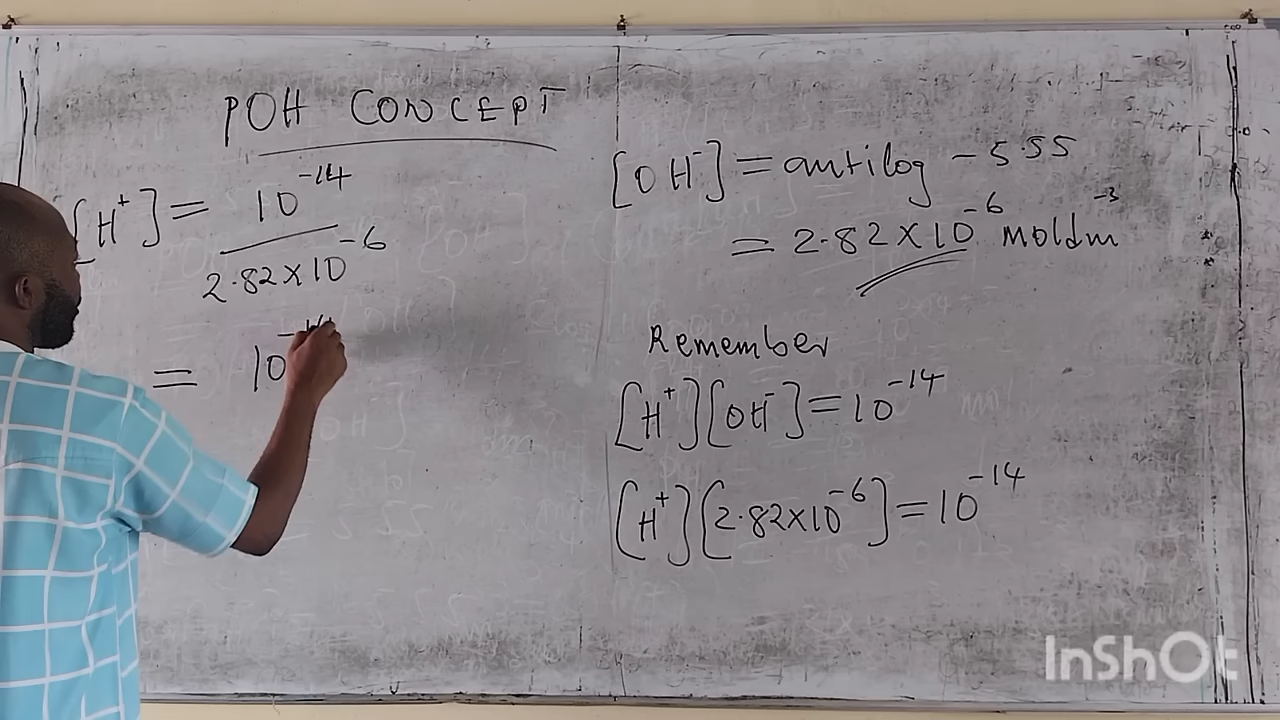 POH CONCEPT
[H⁺] = 10⁻¹⁴
2.82×10⁻⁶
= 10⁻¹⁴
[OH⁻] = antilog - 5.55
= 2.82×10⁻⁶ moldm⁻³
Remember
[H⁺][OH⁻] = 10⁻¹⁴
[H⁺][2.82×10⁻⁶] = 10⁻¹⁴
InShOt